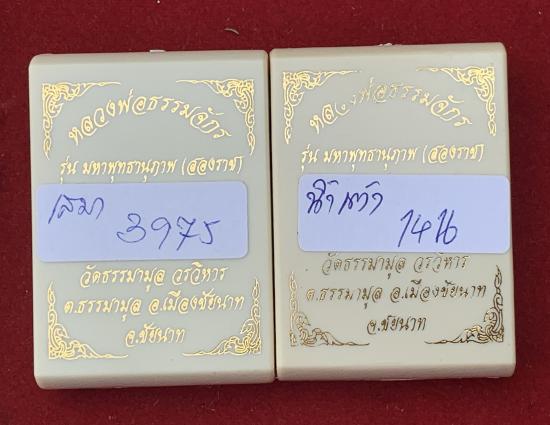 หลวงพ่อธรรมจักร
รุ่น มหาพุทธานุภาพ (สองราช)
เสมา
3975
วัดธรรมามูล วรวิหาร
ต.ธรรมามูล อ.เมืองชัยนาท
จ.ชัยนาท
หลวงพ่อธรรมจักร
รุ่น มหาพุทธานุภาพ (สองราช)
น้ำเต้า
วัดธรรมามูล วรวิหาร
ต.ธรรมามูล อ.เมืองชัยนาท
จ.ชัยนาท